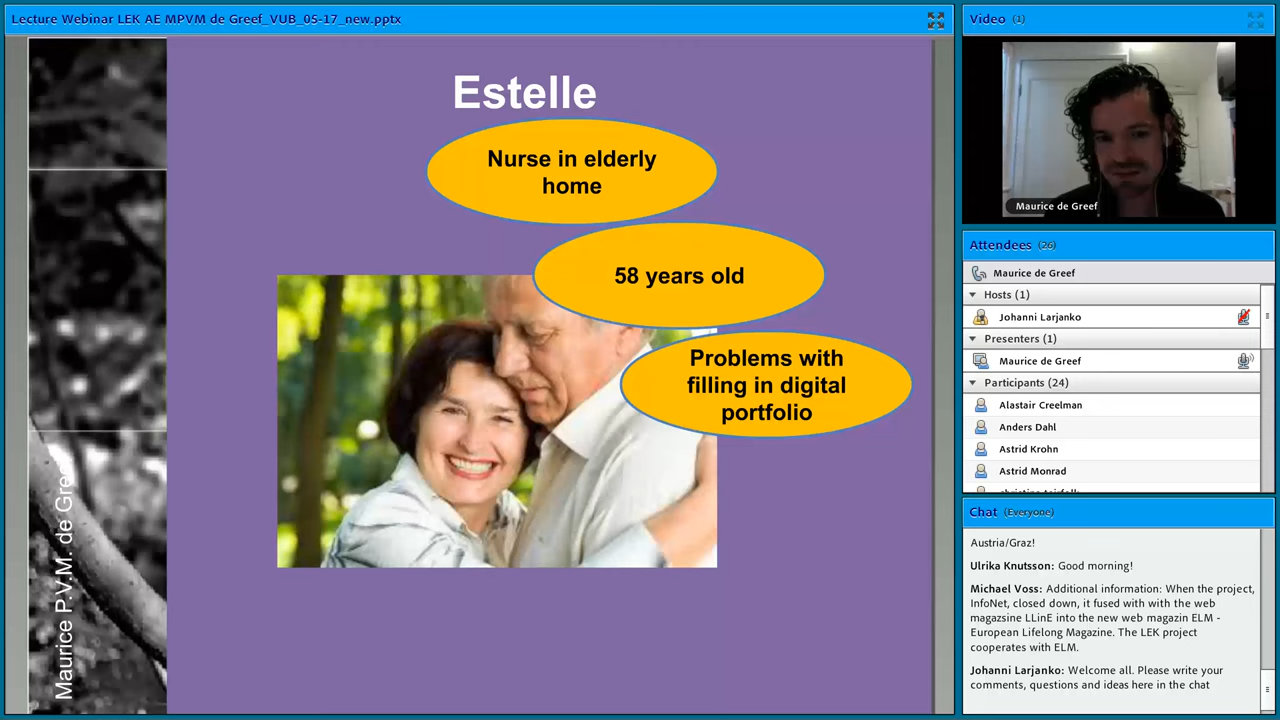 Lecture Webinar LEK AE MPVM de Greef_VUB_05-17_new.pptx
Estelle
Nurse in elderly
home
58 years old
Problems with
filling in digital
portfolio
Maurice P.V.M. de Greef
Video (1)
Maurice de Greef
Attendees (26)
Maurice de Greef
Hosts (1)
Johanni Larjanko
Presenters (1)
Maurice de Greef
Participants (24)
Alastair Creelman
Anders Dahl
Astrid Krohn
Astrid Monrad
Chat (Everyone)
Austria/Graz!
Ulrika Knutsson: Good morning!
Michael Voss: Additional information: When the project,
InfoNet, closed down, it fused with with the web
magazsine LLinE into the new web magazin ELM -
European Lifelong Magazine. The LEK project
cooperates with ELM.
Johanni Larjanko: Welcome all. Please write your
comments, questions and ideas here in the chat